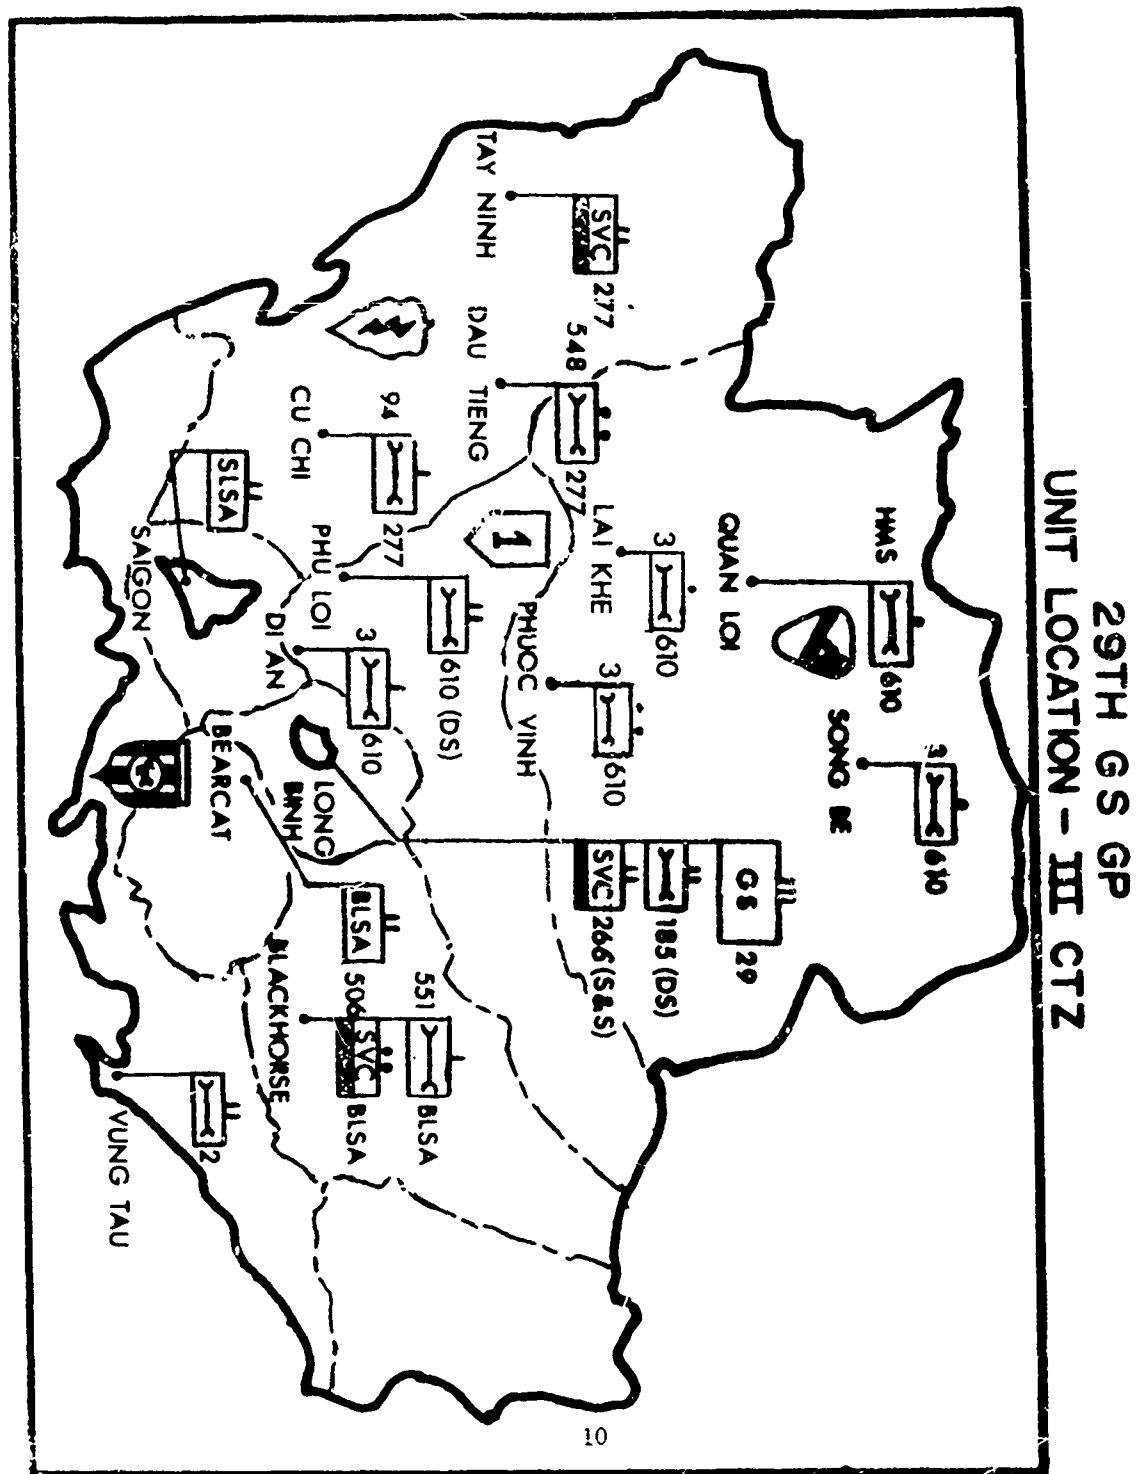 29TH GS GP
UNIT LOCATION - III CTZ
HMS
610
QUAN LOI
3
610
SONG BE
SVC
277
TAY NINH
548
277
DAU TIENG
3
610
LAI KHE
3
610
PHUOC VINH
1
GS
29
185 (DS)
SVC
266 (S&S)
94
277
CU CHI
610 (DS)
PHU LOI
3
610
DI AN
LONG
BINH
SLSA
SAIGON
BEARCAT
BLSA
551
BLSA
506
SVC
BLSA
BLACKHORSE
2
VUNG TAU
10